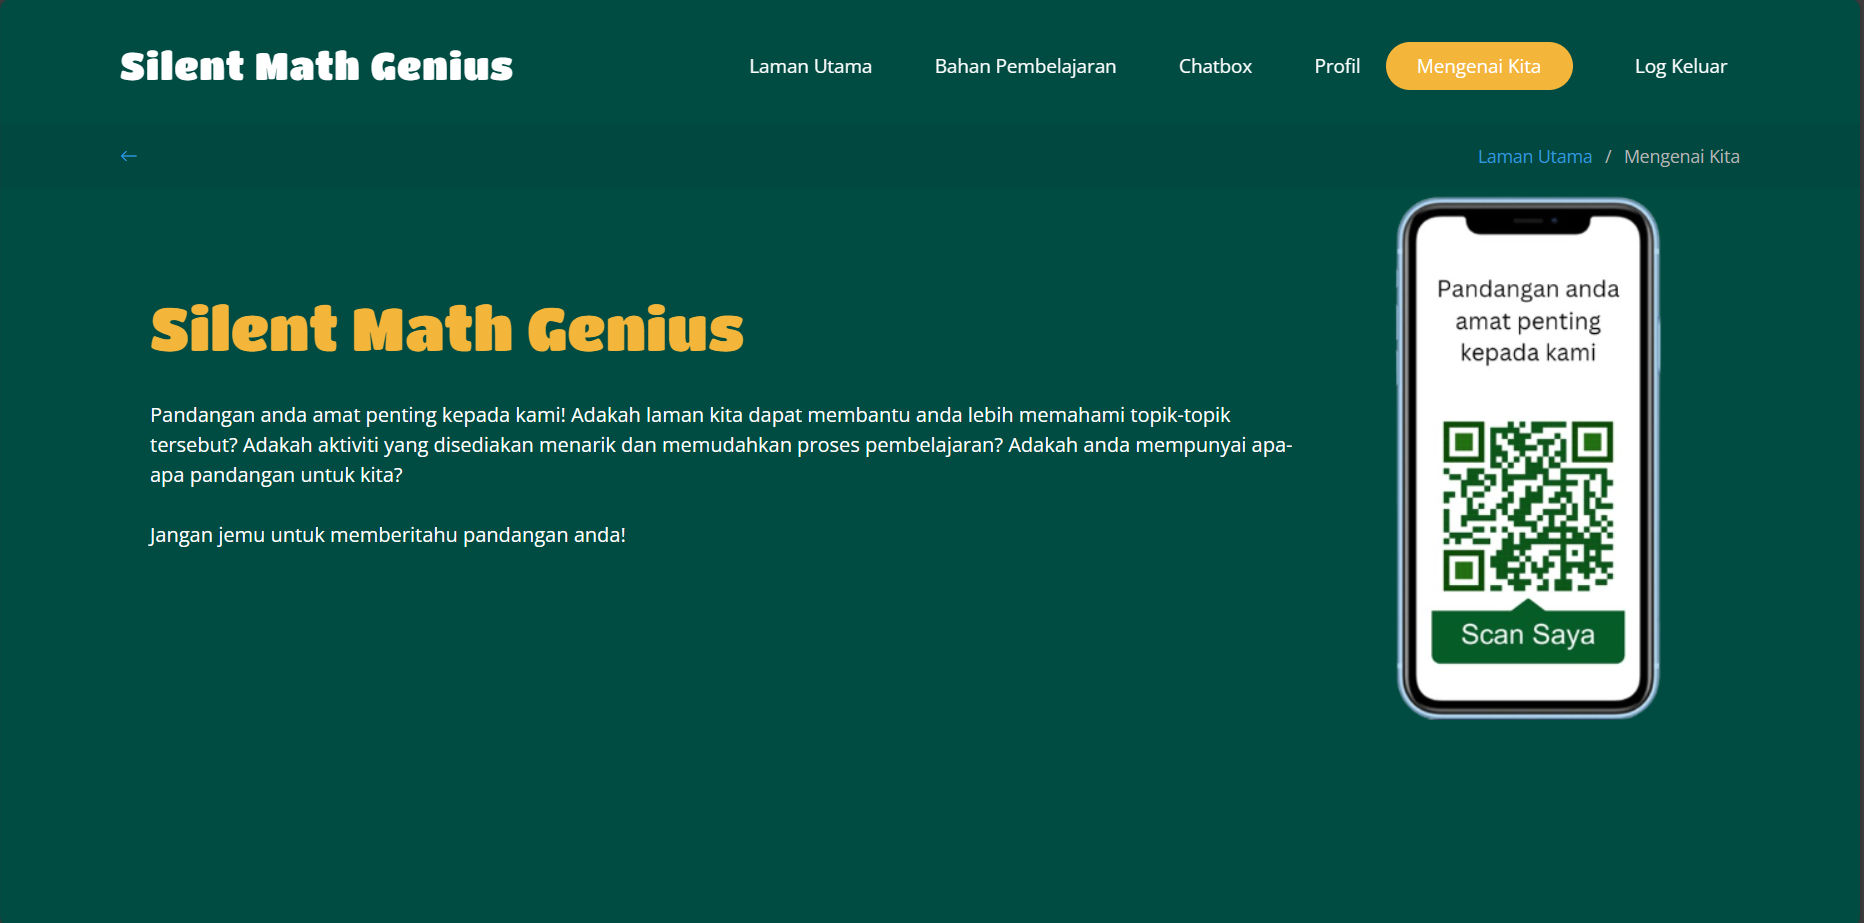 Silent Math Genius
Laman Utama
Bahan Pembelajaran
Chatbox
Profil
Mengenai Kita
Log Keluar
←
Laman Utama / Mengenai Kita
Silent Math Genius
Pandangan anda amat penting kepada kami! Adakah laman kita dapat membantu anda lebih memahami topik-topik
tersebut? Adakah aktiviti yang disediakan menarik dan memudahkan proses pembelajaran? Adakah anda mempunyai apa-
apa pandangan untuk kita?
Jangan jemu untuk memberitahu pandangan anda!
Pandangan anda
amat penting
kepada kami
Scan Saya